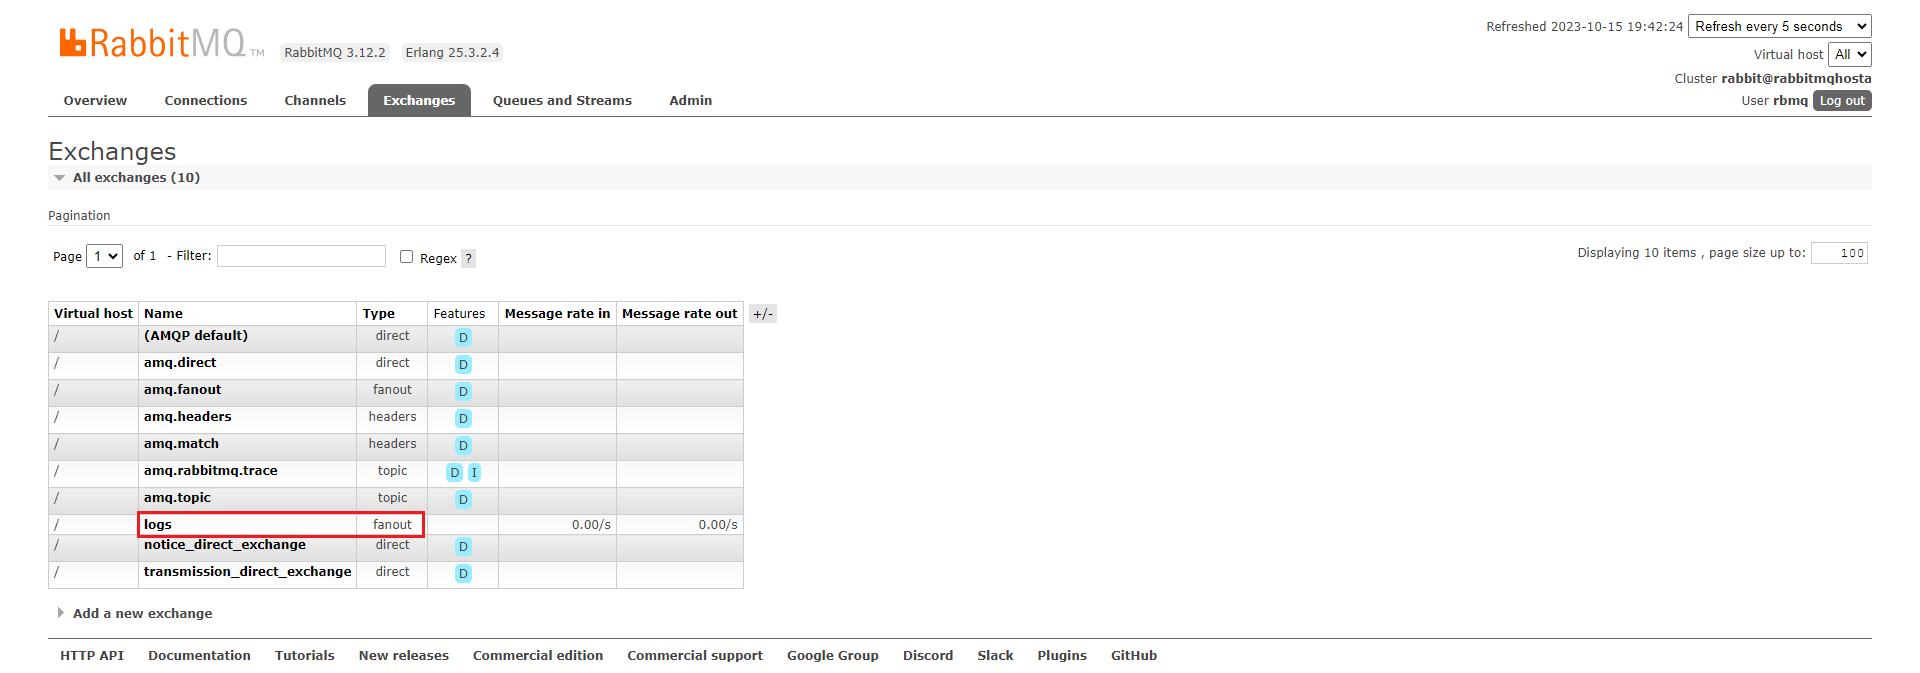 RabbitMQ TM RabbitMQ 3.12.2 Erlang 25.3.2.4
Refreshed 2023-10-15 19:42:24 Refresh every 5 seconds
Virtual host All
Cluster rabbit@rabbitmqhosta
User rbmq Log out
Overview Connections Channels Exchanges Queues and Streams Admin
Exchanges
All exchanges (10)
Pagination
Page 1 of 1 - Filter: Regex ? Displaying 10 items , page size up to: 100
Virtual host Name Type Features Message rate in Message rate out +/-
/ (AMQP default) direct D
/ amq.direct direct D
/ amq.fanout fanout D
/ amq.headers headers D
/ amq.match headers D
/ amq.rabbitmq.trace topic D I
/ amq.topic topic D
/ logs fanout 0.00/s 0.00/s
/ notice_direct_exchange direct D
/ transmission_direct_exchange direct D
Add a new exchange
HTTP API Documentation Tutorials New releases Commercial edition Commercial support Google Group Discord Slack Plugins GitHub